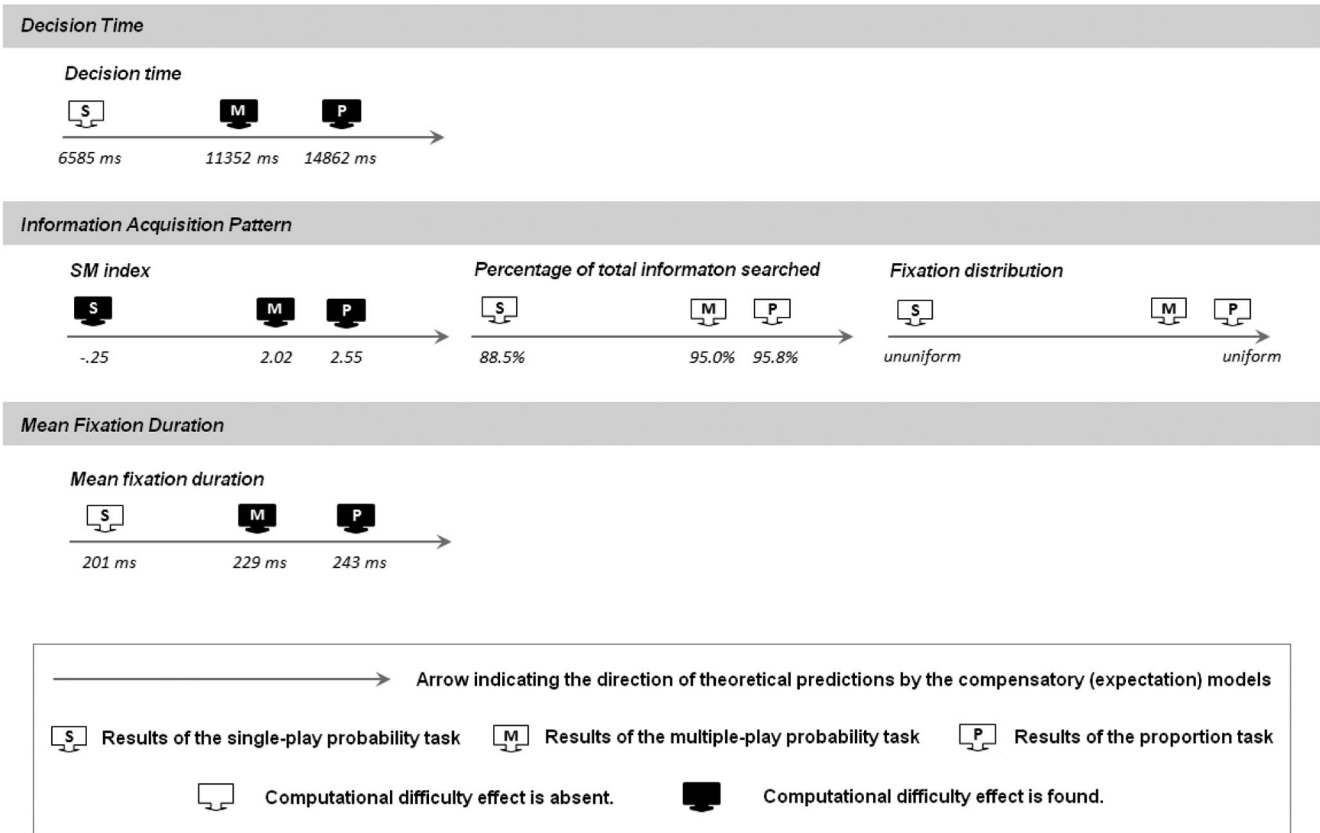 Decision Time
Decision time
S M P
6585 ms 11352 ms 14862 ms
Information Acquisition Pattern
SM index Percentage of total informaton searched Fixation distribution
S M P S M P S M P
-.25 2.02 2.55 88.5% 95.0% 95.8% ununiform uniform
Mean Fixation Duration
Mean fixation duration
S M P
201 ms 229 ms 243 ms
Arrow indicating the direction of theoretical predictions by the compensatory (expectation) models
S Results of the single-play probability task M Results of the multiple-play probability task P Results of the proportion task
Computational difficulty effect is absent. Computational difficulty effect is found.